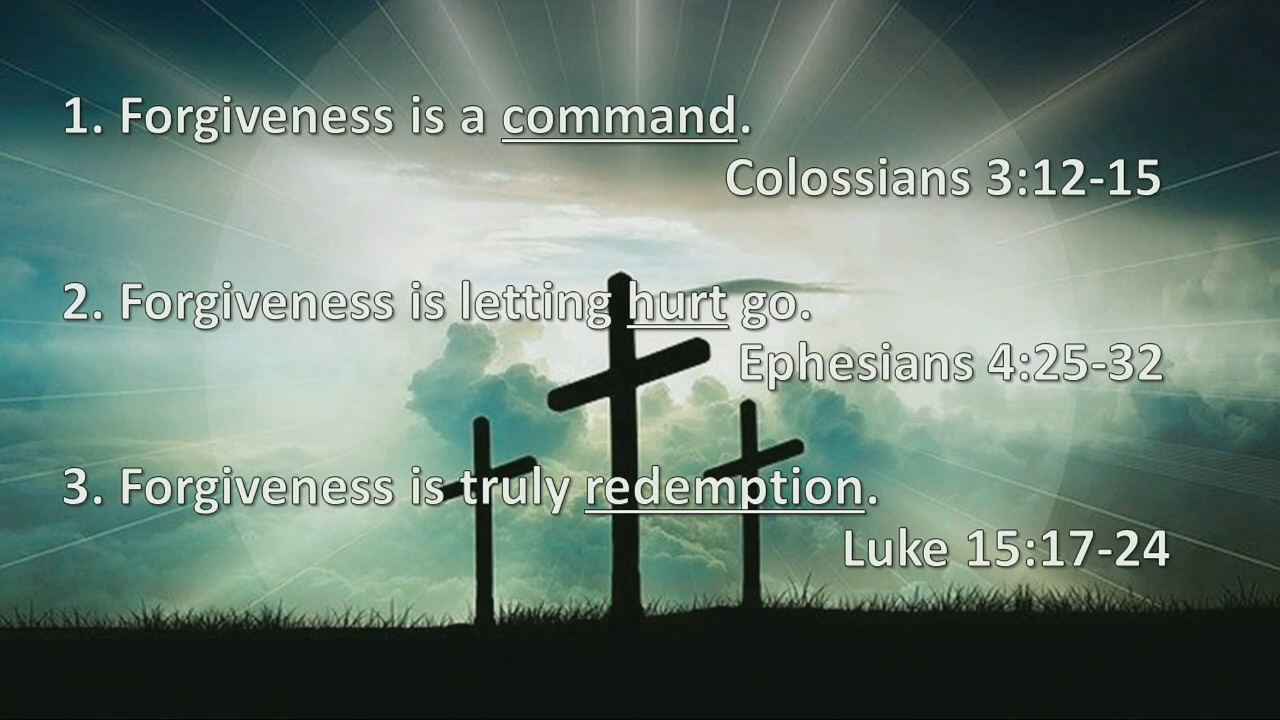 1. Forgiveness is a command.
Colossians 3:12-15
2. Forgiveness is letting hurt go.
Ephesians 4:25-32
3. Forgiveness is truly redemption.
Luke 15:17-24